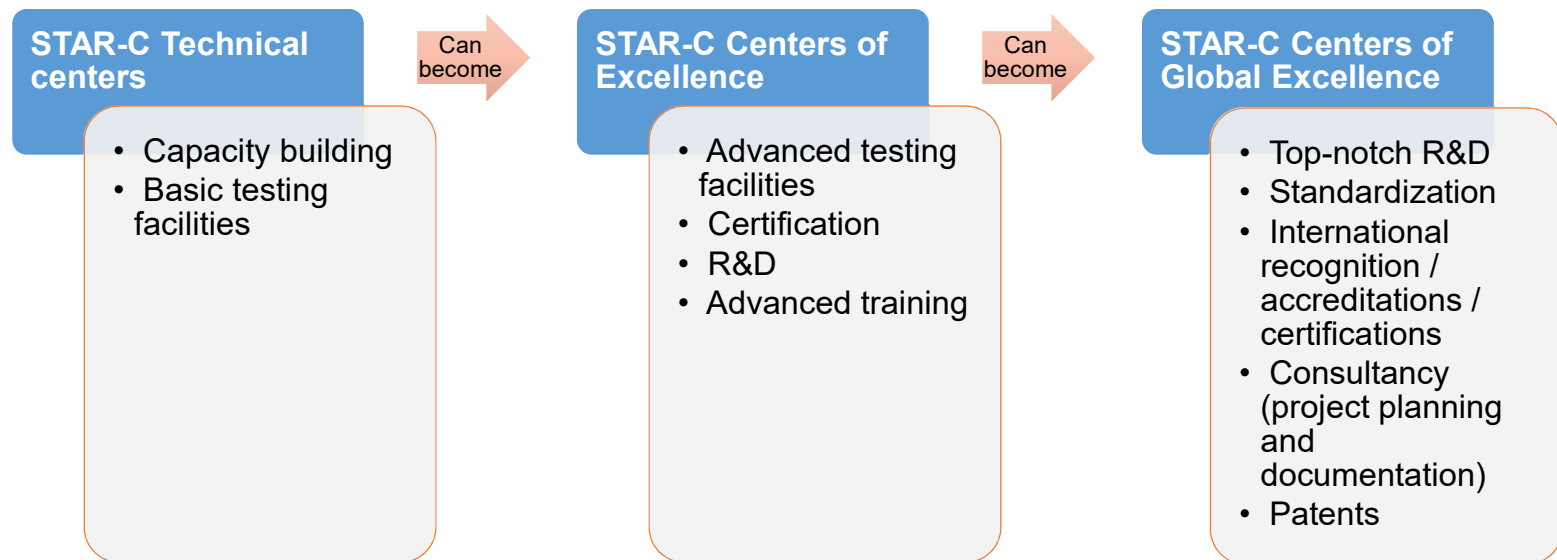 STAR-C Technical
centers
• Capacity building
• Basic testing
facilities
Can
become
STAR-C Centers of
Excellence
• Advanced testing
facilities
• Certification
• R&D
• Advanced training
Can
become
STAR-C Centers of
Global Excellence
• Top-notch R&D
• Standardization
• International
recognition /
accreditations /
certifications
• Consultancy
(project planning
and
documentation)
• Patents